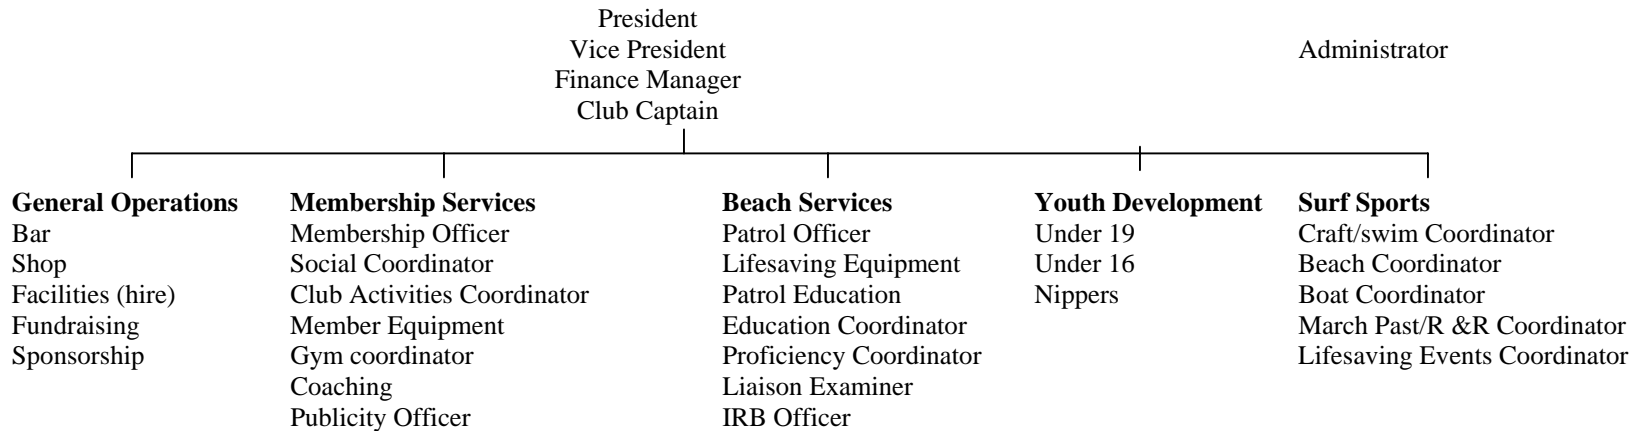 President
Vice President
Administrator
Finance Manager
Club Captain
General Operations
Bar
Shop
Facilities (hire)
Fundraising
Sponsorship
Membership Services
Membership Officer
Social Coordinator
Club Activities Coordinator
Member Equipment
Gym coordinator
Coaching
Publicity Officer
Beach Services
Patrol Officer
Lifesaving Equipment
Patrol Education
Education Coordinator
Proficiency Coordinator
Liaison Examiner
IRB Officer
Youth Development
Under 19
Under 16
Nippers
Surf Sports
Craft/swim Coordinator
Beach Coordinator
Boat Coordinator
March Past/R &R Coordinator
Lifesaving Events Coordinator